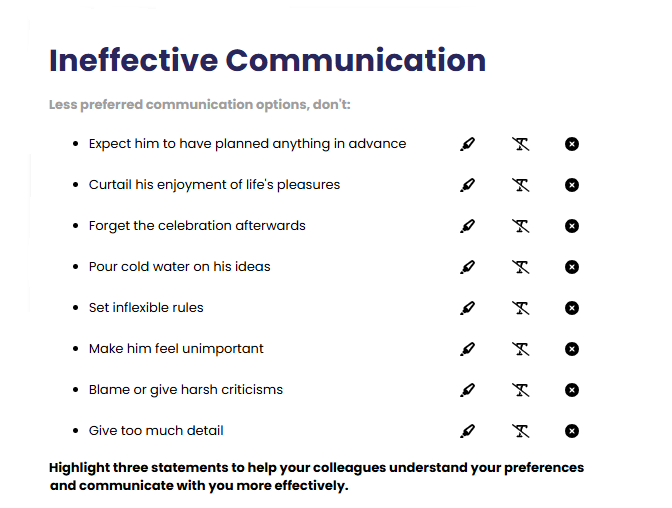 Ineffective Communication
Less preferred communication options, don't:
• Expect him to have planned anything in advance
• Curtail his enjoyment of life's pleasures
• Forget the celebration afterwards
• Pour cold water on his ideas
• Set inflexible rules
• Make him feel unimportant
• Blame or give harsh criticisms
• Give too much detail
Highlight three statements to help your colleagues understand your preferences
and communicate with you more effectively.